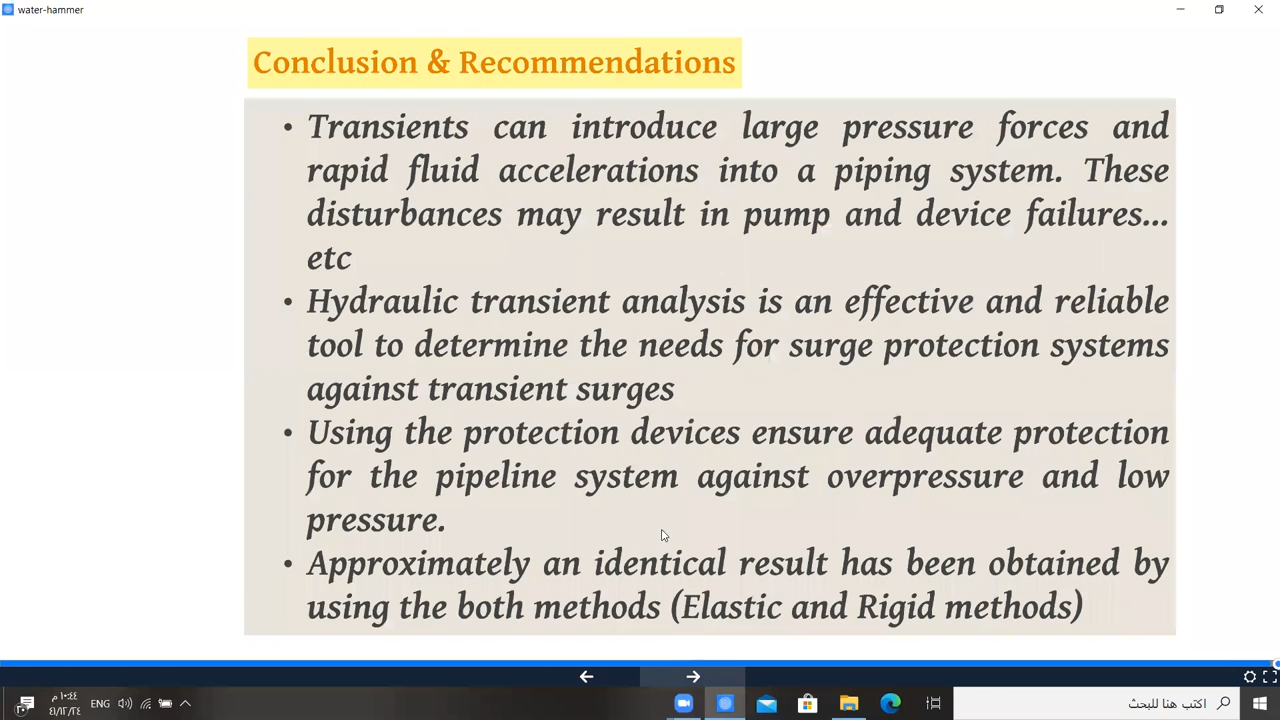 water-hammer
Conclusion & Recommendations
• Transients can introduce large pressure forces and
rapid fluid accelerations into a piping system. These
disturbances may result in pump and device failures...
etc
• Hydraulic transient analysis is an effective and reliable
tool to determine the needs for surge protection systems
against transient surges
• Using the protection devices ensure adequate protection
for the pipeline system against overpressure and low
pressure.
• Approximately an identical result has been obtained by
using the both methods (Elastic and Rigid methods)
١٠:٤٤ م
ENG
اكتب هنا للبحث